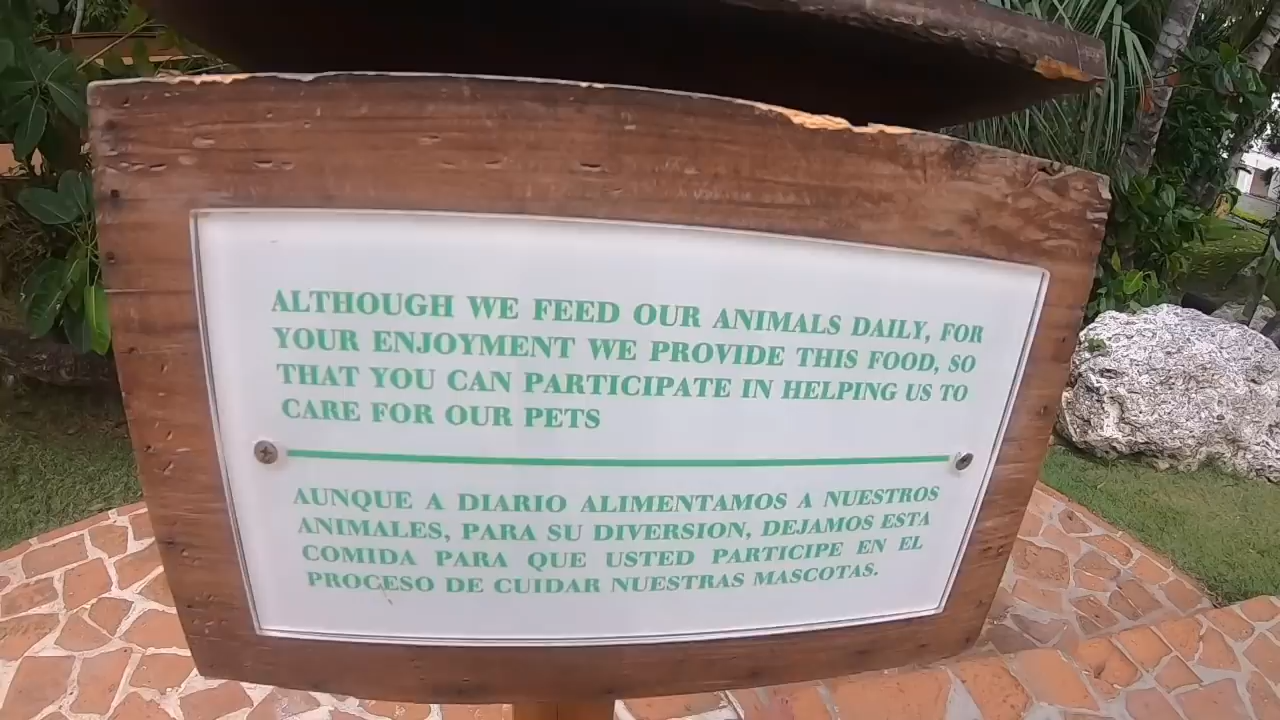 ALTHOUGH WE FEED OUR ANIMALS DAILY, FOR
YOUR ENJOYMENT WE PROVIDE THIS FOOD, SO
THAT YOU CAN PARTICIPATE IN HELPING US TO
CARE FOR OUR PETS
AUNQUE A DIARIO ALIMENTAMOS A NUESTROS
ANIMALES, PARA SU DIVERSION, DEJAMOS ESTA
COMIDA PARA QUE USTED PARTICIPE EN EL
PROCESO DE CUIDAR NUESTRAS MASCOTAS.